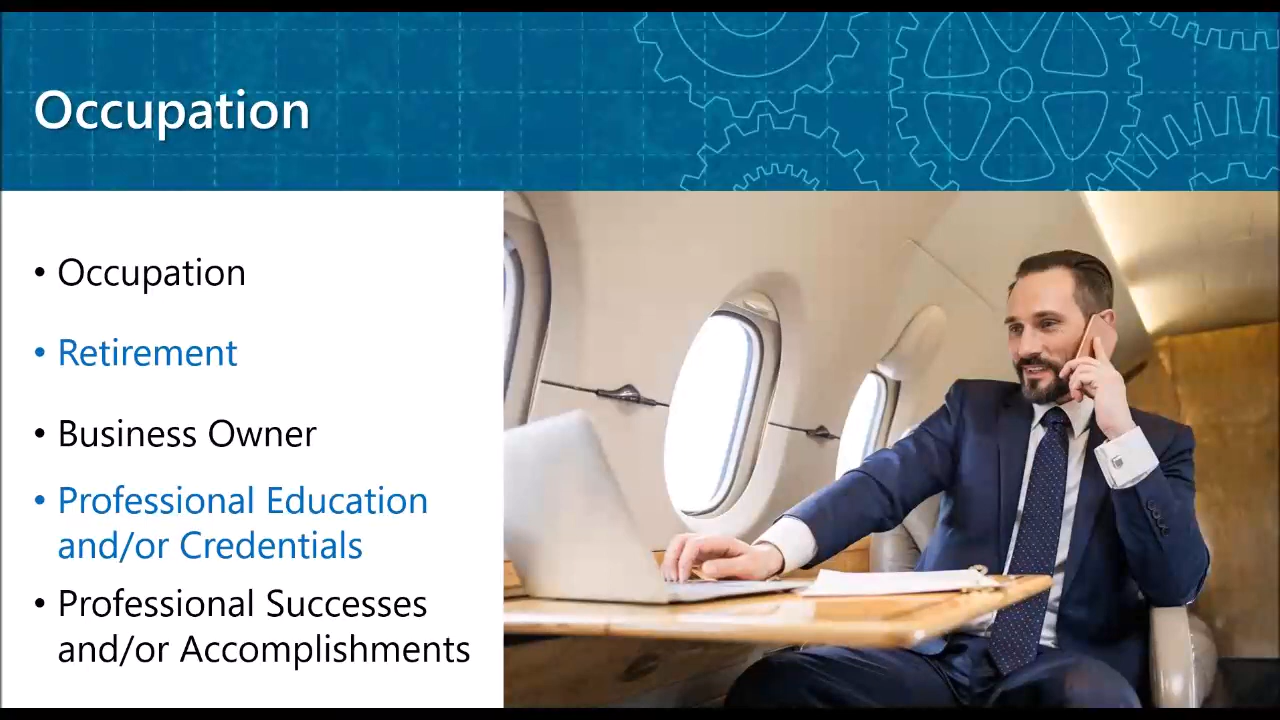 Occupation
• Occupation
• Retirement
• Business Owner
• Professional Education
and/or Credentials
• Professional Successes
and/or Accomplishments